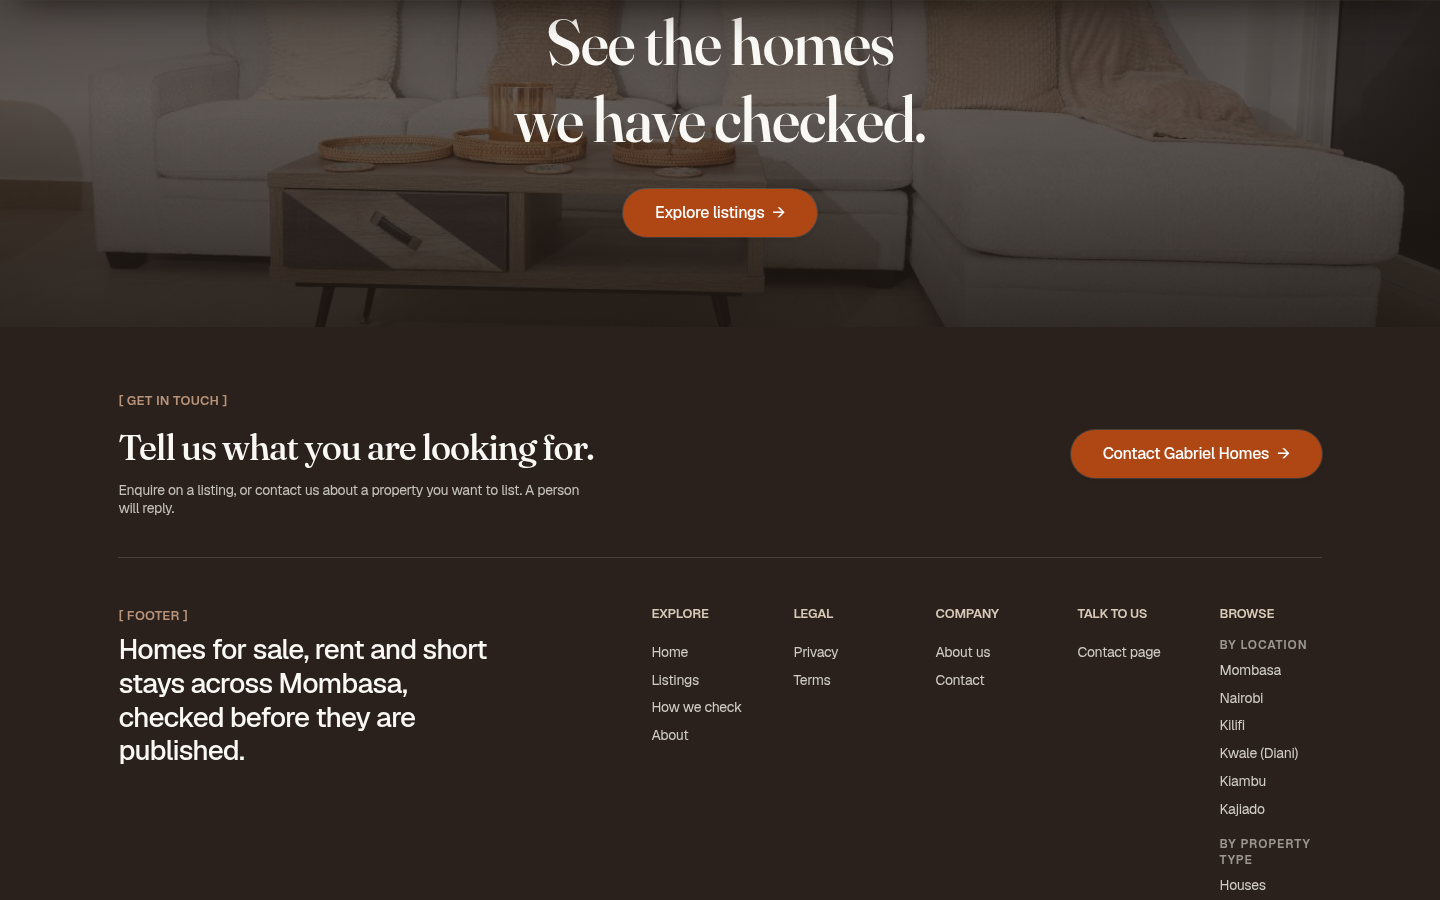 See the homes
we have checked.
Explore listings →
[ GET IN TOUCH ]
Tell us what you are looking for.
Enquire on a listing, or contact us about a property you want to list. A person
will reply.
Contact Gabriel Homes →
[ FOOTER ]
Homes for sale, rent and short
stays across Mombasa,
checked before they are
published.
EXPLORE
Home
Listings
How we check
About
LEGAL
Privacy
Terms
COMPANY
About us
Contact
TALK TO US
Contact page
BROWSE
BY LOCATION
Mombasa
Nairobi
Kilifi
Kwale (Diani)
Kiambu
Kajiado
BY PROPERTY
TYPE
Houses